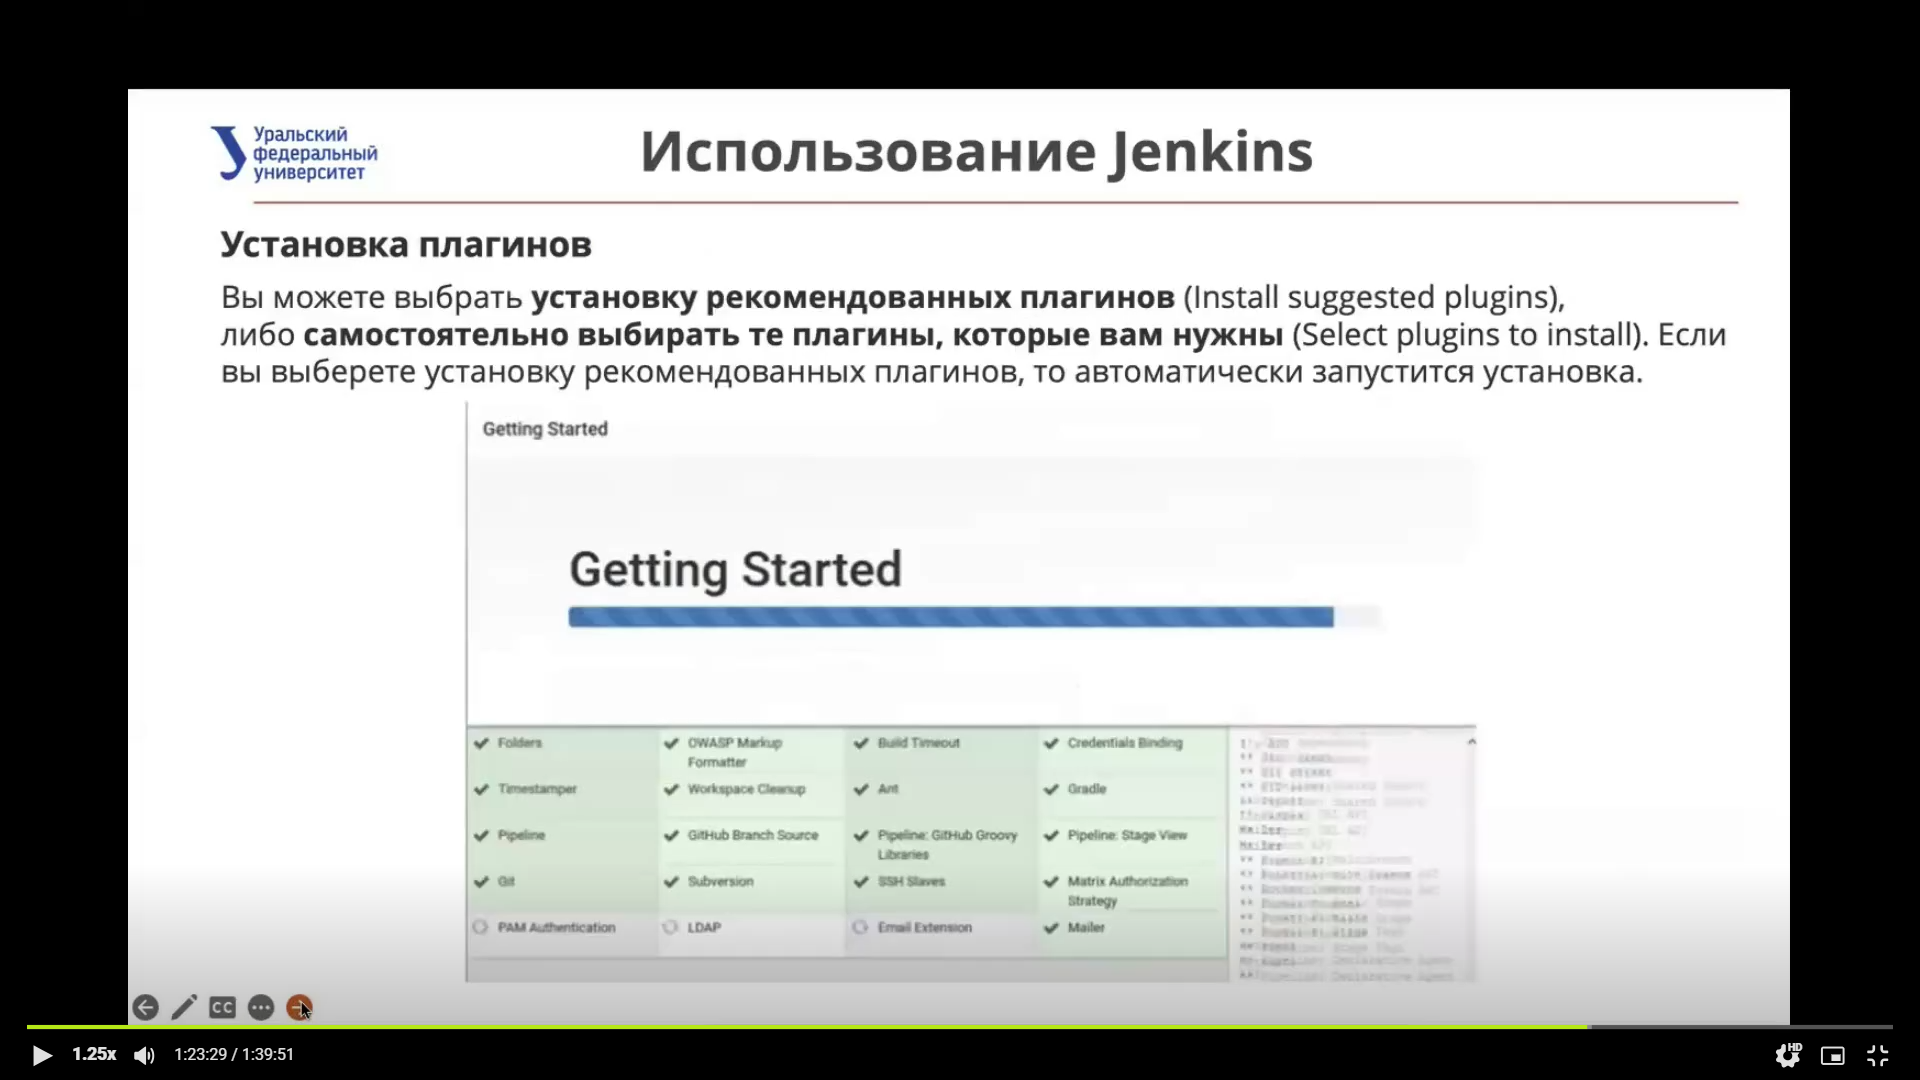 Уральский
федеральный
университет
Использование Jenkins
Установка плагинов
Вы можете выбрать установку рекомендованных плагинов (Install suggested plugins),
либо самостоятельно выбирать те плагины, которые вам нужны (Select plugins to install). Если
вы выберете установку рекомендованных плагинов, то автоматически запустится установка.
Getting Started
Getting Started
Folders
OWASP Markup
Formatter
Build Timeout
Credentials Binding
Timestamper
Workspace Cleanup
Ant
Gradle
Pipeline
GitHub Branch Source
Pipeline: GitHub Groovy
Libraries
Pipeline: Stage View
Git
Subversion
SSH Slaves
Matrix Authorization
Strategy
PAM Authentication
LDAP
Email Extension
Mailer
CC
1.25x
1:23:29 / 1:39:51
HD